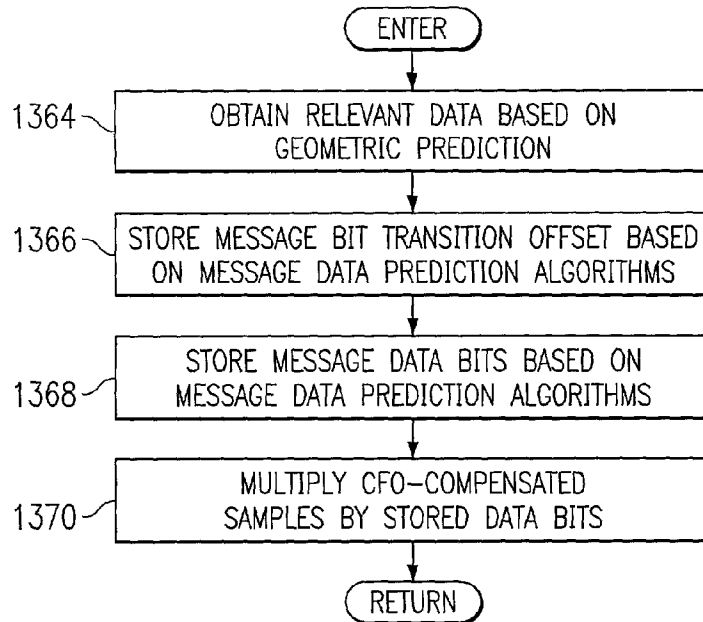 ENTER
1364
OBTAIN RELEVANT DATA BASED ON
GEOMETRIC PREDICTION
1366
STORE MESSAGE BIT TRANSITION OFFSET BASED
ON MESSAGE DATA PREDICTION ALGORITHMS
1368
STORE MESSAGE DATA BITS BASED ON
MESSAGE DATA PREDICTION ALGORITHMS
1370
MULTIPLY CFO-COMPENSATED
SAMPLES BY STORED DATA BITS
RETURN